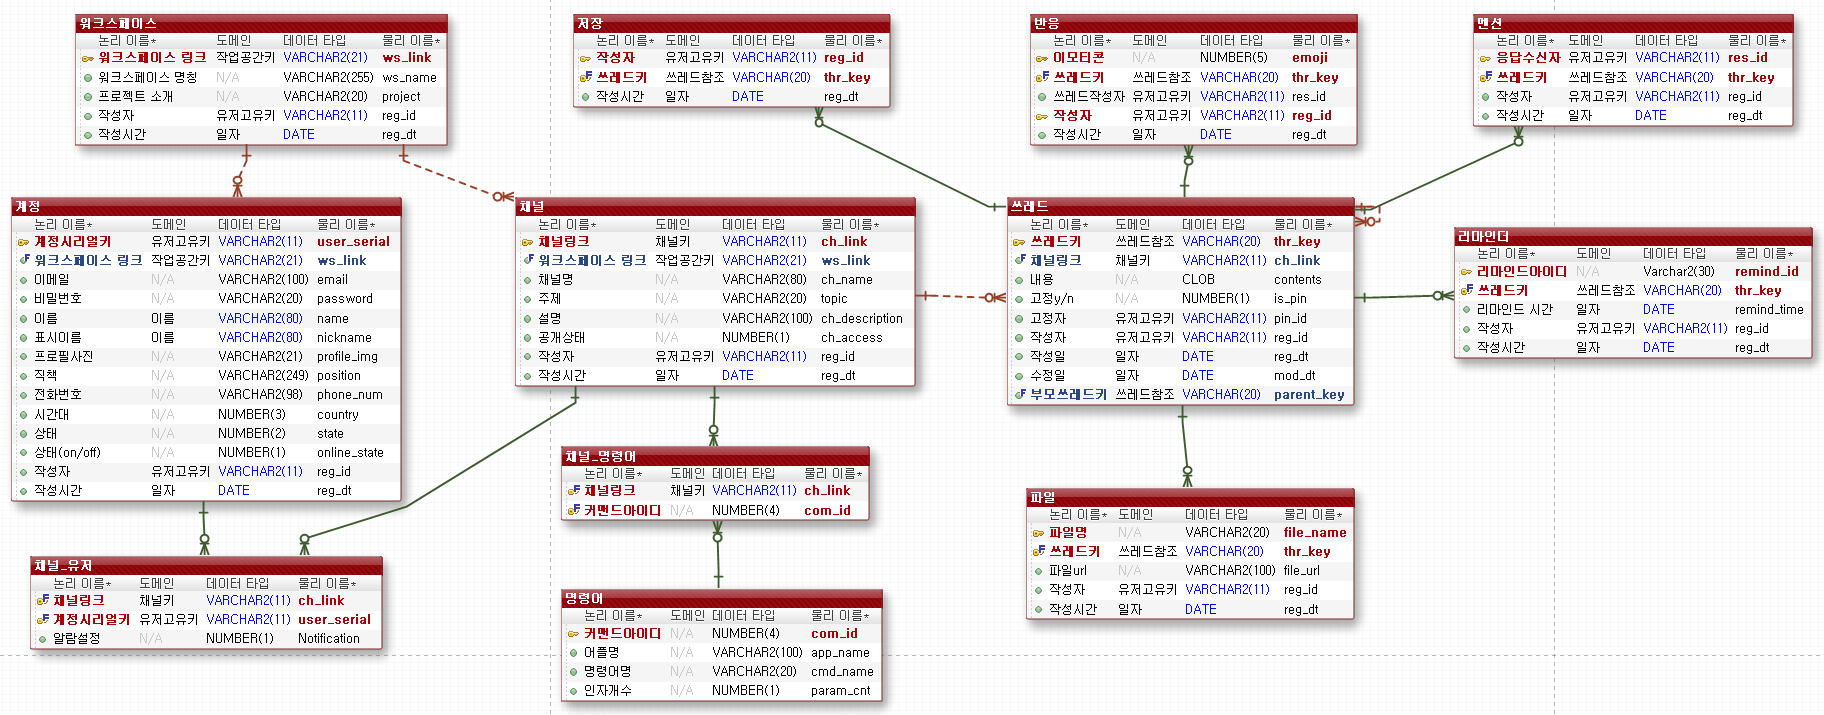 워크스페이스
논리 이름* 도메인 데이터 타입 물리 이름*
워크스페이스 링크 작업공간키 VARCHAR2(21) ws_link
워크스페이스 명칭 N/A VARCHAR2(255) ws_name
프로젝트 소개 N/A VARCHAR2(20) project
작성자 유저고유키 VARCHAR2(11) reg_id
작성시간 일자 DATE reg_dt
저장
논리 이름* 도메인 데이터 타입 물리 이름*
작성자 유저고유키 VARCHAR2(11) reg_id
쓰레드키 쓰레드참조 VARCHAR(20) thr_key
작성시간 일자 DATE reg_dt
반응
논리 이름* 도메인 데이터 타입 물리 이름*
이모티콘 N/A NUMBER(5) emoji
쓰레드키 쓰레드참조 VARCHAR(20) thr_key
쓰레드작성자 유저고유키 VARCHAR2(11) res_id
작성자 유저고유키 VARCHAR2(11) reg_id
작성시간 일자 DATE reg_dt
멘션
논리 이름* 도메인 데이터 타입 물리 이름*
응답수신자 유저고유키 VARCHAR2(11) res_id
쓰레드키 쓰레드참조 VARCHAR(20) thr_key
작성자 유저고유키 VARCHAR2(11) reg_id
작성시간 일자 DATE reg_dt
계정
논리 이름* 도메인 데이터 타입 물리 이름*
계정시리얼키 유저고유키 VARCHAR2(11) user_serial
워크스페이스 링크 작업공간키 VARCHAR2(21) ws_link
이메일 N/A VARCHAR2(100) email
비밀번호 N/A VARCHAR2(20) password
이름 이름 VARCHAR2(80) name
표시이름 이름 VARCHAR2(80) nickname
프로필사진 N/A VARCHAR(21) profile_img
직책 N/A VARCHAR2(249) position
전화번호 N/A VARCHAR2(98) phone_num
시간대 N/A NUMBER(3) country
상태 N/A NUMBER(2) state
상태(on/off) N/A NUMBER(1) online_state
작성자 유저고유키 VARCHAR2(11) reg_id
작성시간 일자 DATE reg_dt
채널
논리 이름* 도메인 데이터 타입 물리 이름*
채널링크 채널키 VARCHAR2(11) ch_link
워크스페이스 링크 작업공간키 VARCHAR2(21) ws_link
채널명 N/A VARCHAR2(80) ch_name
주제 N/A VARCHAR2(20) topic
설명 N/A VARCHAR2(100) ch_description
공개상태 N/A NUMBER(1) ch_access
작성자 유저고유키 VARCHAR2(11) reg_id
작성시간 일자 DATE reg_dt
쓰레드
논리 이름* 도메인 데이터 타입 물리 이름*
쓰레드키 쓰레드참조 VARCHAR(20) thr_key
채널링크 채널키 VARCHAR2(11) ch_link
내용 N/A CLOB contents
고정y/n N/A NUMBER(1) is_pin
고정자 유저고유키 VARCHAR2(11) pin_id
작성자 유저고유키 VARCHAR2(11) reg_id
작성일 일자 DATE reg_dt
수정일 일자 DATE mod_dt
부모쓰레드키 쓰레드참조 VARCHAR(20) parent_key
리마인더
논리 이름* 도메인 데이터 타입 물리 이름*
리마인드아이디 N/A Varchar2(30) remind_id
쓰레드키 쓰레드참조 VARCHAR(20) thr_key
리마인드 시간 일자 DATE remind_time
작성자 유저고유키 VARCHAR2(11) reg_id
작성시간 일자 DATE reg_dt
채널_명령어
논리 이름* 도메인 데이터 타입 물리 이름*
채널링크 채널키 VARCHAR2(11) ch_link
커맨드아이디 N/A NUMBER(4) com_id
파일
논리 이름* 도메인 데이터 타입 물리 이름*
파일명 N/A VARCHAR2(20) file_name
쓰레드키 쓰레드참조 VARCHAR(20) thr_key
파일url N/A VARCHAR2(100) file_url
작성자 유저고유키 VARCHAR2(11) reg_id
작성시간 일자 DATE reg_dt
채널_유저
논리 이름* 도메인 데이터 타입 물리 이름*
채널링크 채널키 VARCHAR2(11) ch_link
계정시리얼키 유저고유키 VARCHAR2(11) user_serial
알람설정 N/A NUMBER(1) Notification
명령어
논리 이름* 도메인 데이터 타입 물리 이름*
커맨드아이디 N/A NUMBER(4) com_id
어플명 N/A VARCHAR2(100) app_name
명령어명 N/A VARCHAR2(20) cmd_name
인자개수 N/A NUMBER(1) param_cnt